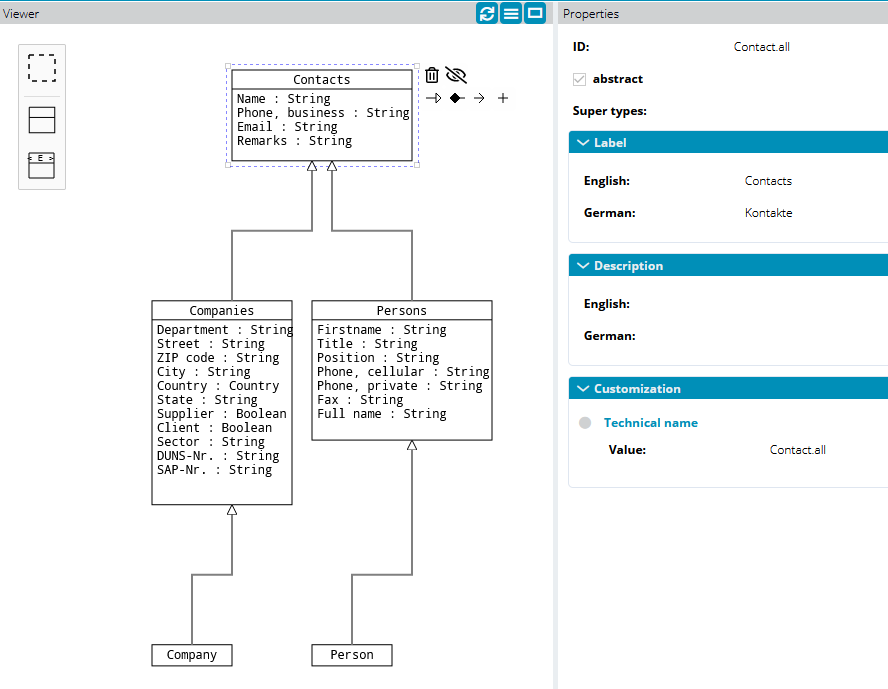 Viewer
Properties
Contacts
Name : String
Phone, business : String
Email : String
Remarks : String
< E >
Companies
Department : String
Street : String
ZIP code : String
City : String
Country : Country
State : String
Supplier : Boolean
Client : Boolean
Sector : String
DUNS-Nr. : String
SAP-Nr. : String
Persons
Firstname : String
Title : String
Position : String
Phone, cellular : String
Phone, private : String
Fax : String
Full name : String
Company
Person
ID: Contact.all
abstract
Super types:
Label
English: Contacts
German: Kontakte
Description
English:
German:
Customization
Technical name
Value: Contact.all